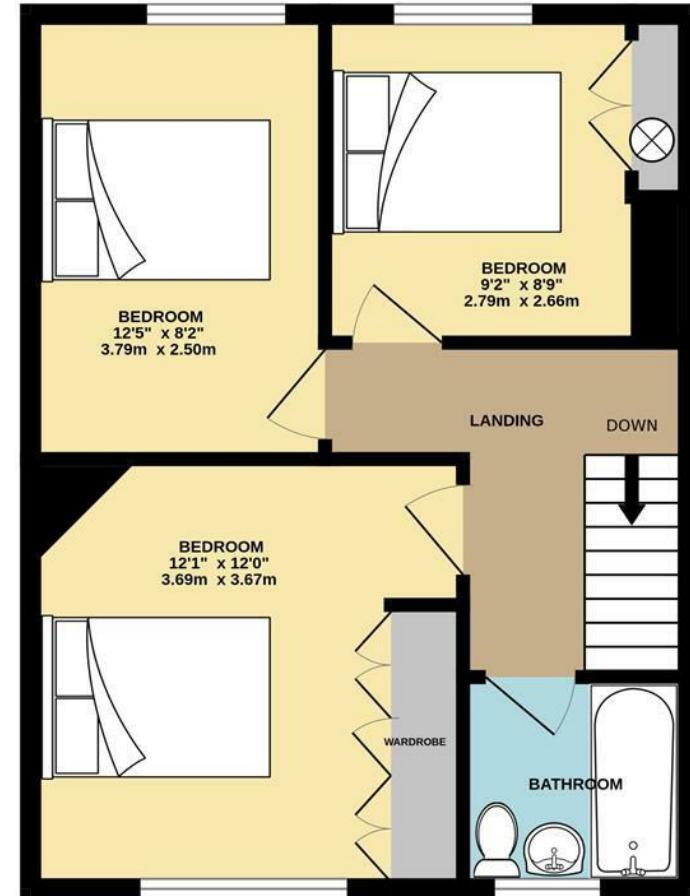 BEDROOM
9'2" x 8'9"
2.79m x 2.66m
BEDROOM
12'5" x 8'2"
3.79m x 2.50m
LANDING
DOWN
BEDROOM
12'1" x 12'0"
3.69m x 3.67m
WARDROBE
BATHROOM